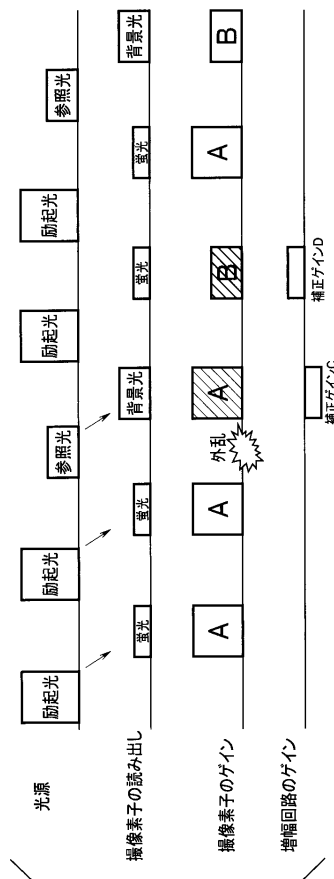 光源
励起光
励起光
参照光
励起光
励起光
参照光
撮像素子の読み出し
蛍光
蛍光
背景光
蛍光
蛍光
背景光
撮像素子のゲイン
A
A
外乱
A
B
A
B
増幅回路のゲイン
補正ゲインC
補正ゲインD